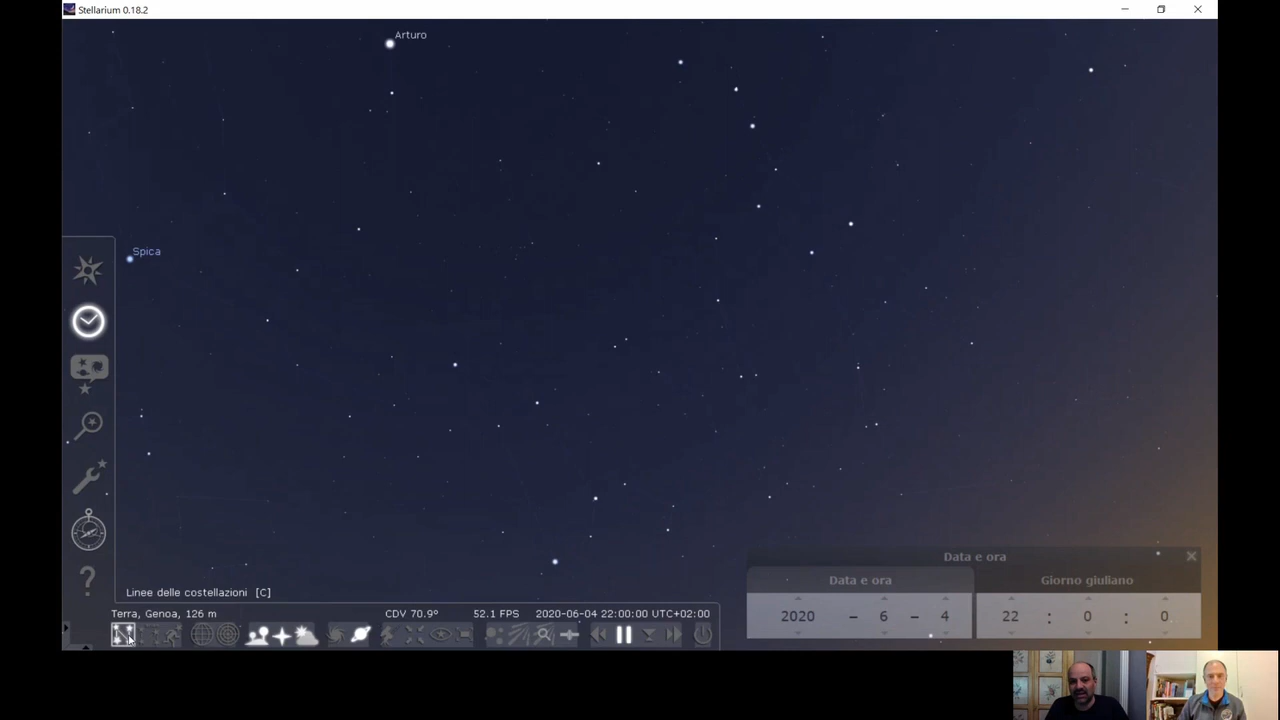 Stellarium 0.18.2
Arturo
Spica
Linee delle costellazioni [C]
Terra, Genoa, 126 m
CDV 70.9°
52.1 FPS
2020-06-04 22:00:00 UTC+02:00
Data e ora
Data e ora
Giorno giuliano
2020 - 6 - 4
22 : 0 : 0